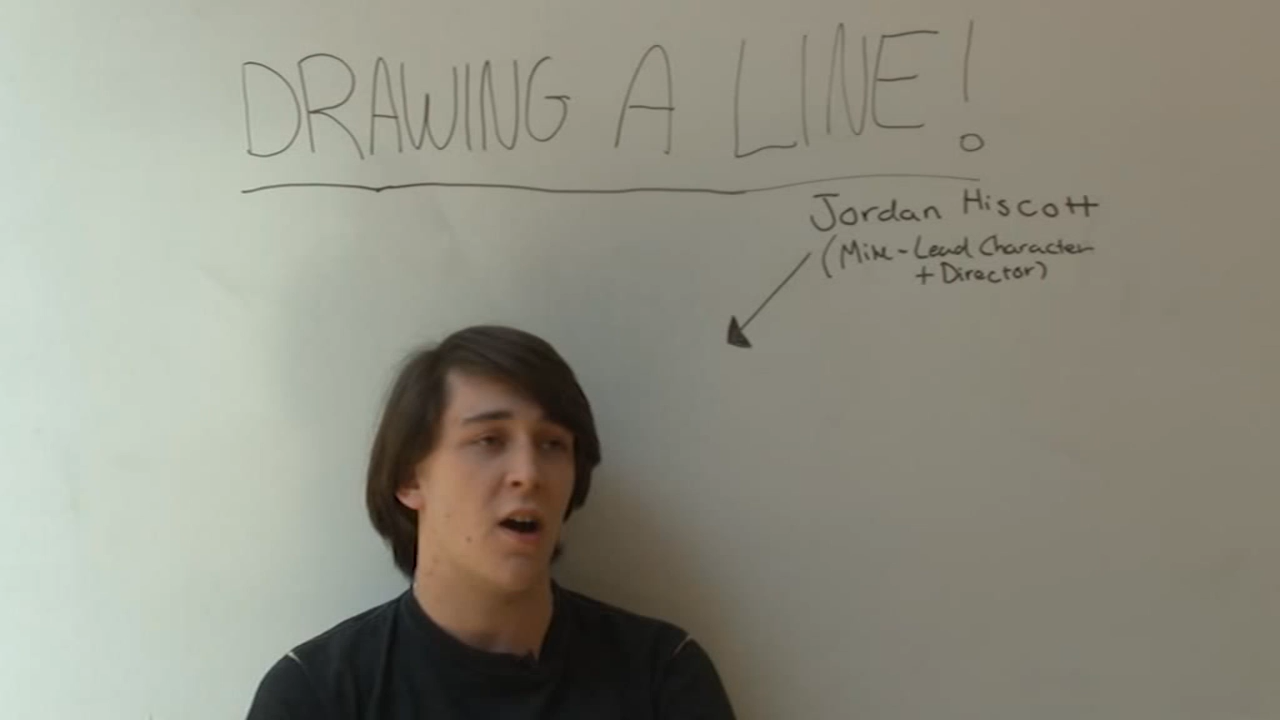 DRAWING A LINE!
Jordan Hiscott
(Mike-Lead Character
+ Director)